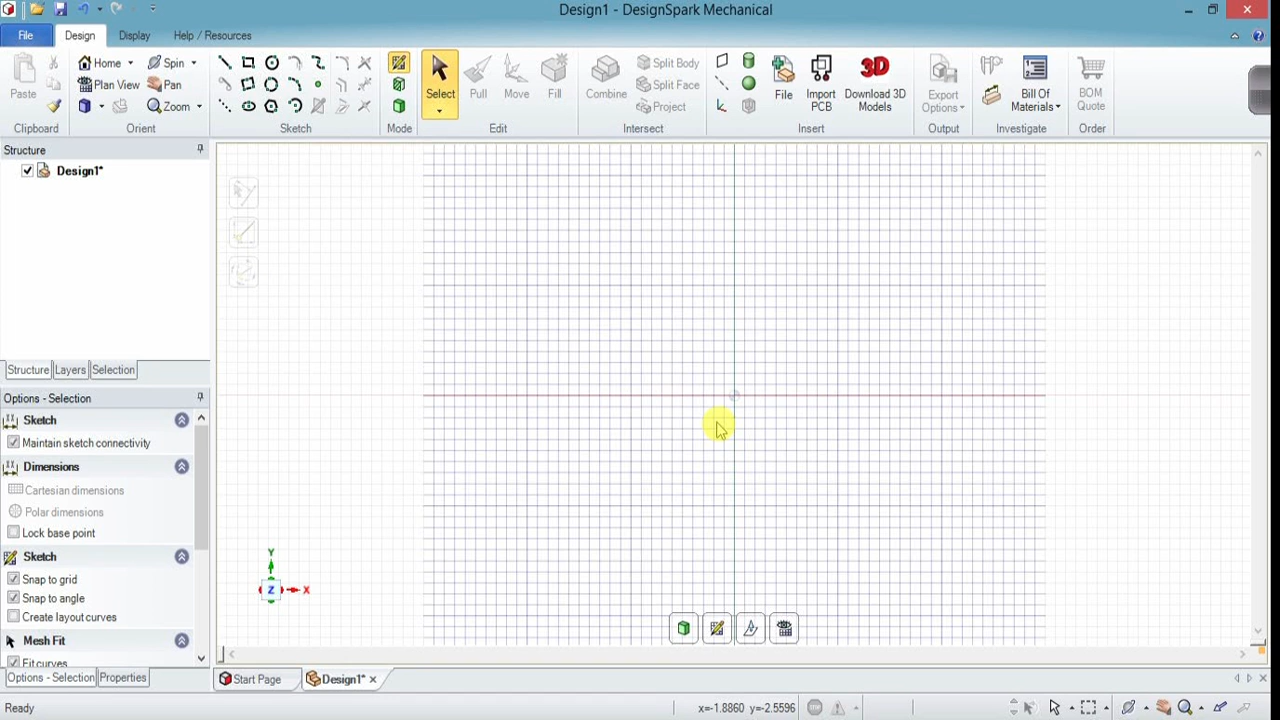 Design1 - DesignSpark Mechanical
File
Design
Display
Help / Resources
Paste
Clipboard
Home
Plan View
Spin
Pan
Zoom
Orient
Sketch
Mode
Select
Pull
Move
Fill
Edit
Combine
Split Body
Split Face
Project
Intersect
File
Import
PCB
3D
Download 3D
Models
Insert
Export
Options
Output
Bill Of
Materials
Investigate
BOM
Quote
Order
Structure
Design1*
Structure
Layers
Selection
Options - Selection
Sketch
Maintain sketch connectivity
Dimensions
Cartesian dimensions
Polar dimensions
Lock base point
Sketch
Snap to grid
Snap to angle
Create layout curves
Mesh Fit
Fit curves
Options - Selection
Properties
Y
Z
X
Start Page
Design1*
Ready
x=-1.8860 y=-2.5596